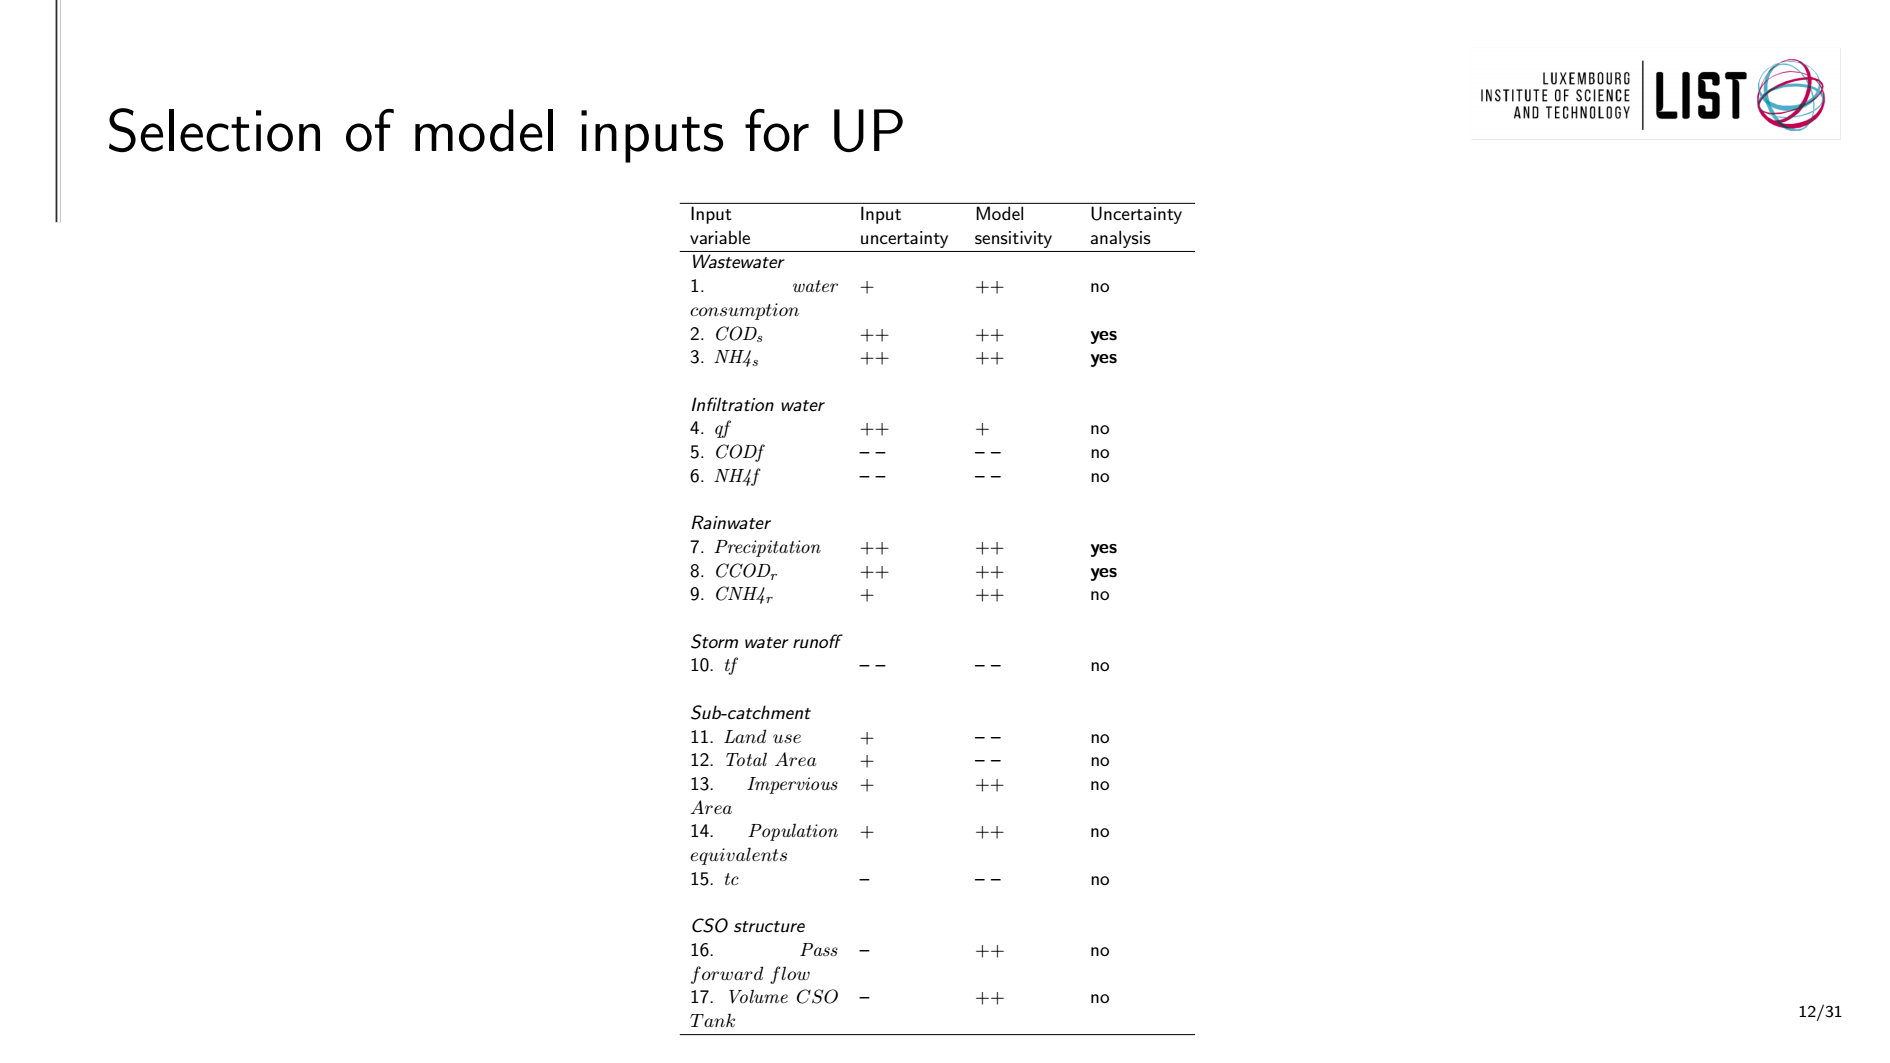 LUXEMBOURG
INSTITUTE OF SCIENCE
AND TECHNOLOGY
LIST
Selection of model inputs for UP
Input Input Model Uncertainty
variable uncertainty sensitivity analysis
Wastewater
1. water + ++ no
consumption
2. CODs ++ ++ yes
3. NH4s ++ ++ yes
Infiltration water
4. qf ++ + no
5. CODf – – – – no
6. NH4f – – – – no
Rainwater
7. Precipitation ++ ++ yes
8. CCODr ++ ++ yes
9. CNH4r + ++ no
Storm water runoff
10. tf – – – – no
Sub-catchment
11. Land use + – – no
12. Total Area + – – no
13. Impervious + ++ no
Area
14. Population + ++ no
equivalents
15. tc – – – no
CSO structure
16. Pass – ++ no
forward flow
17. Volume CSO – ++ no
Tank
12/31